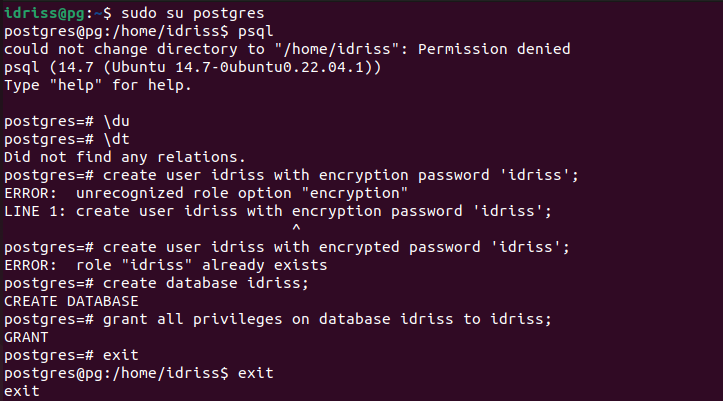 idriss@pg:~$ sudo su postgres
postgres@pg:/home/idriss$ psql
could not change directory to "/home/idriss": Permission denied
psql (14.7 (Ubuntu 14.7-0ubuntu0.22.04.1))
Type "help" for help.

postgres=# \du
postgres=# \dt
Did not find any relations.
postgres=# create user idriss with encryption password 'idriss';
ERROR:  unrecognized role option "encryption"
LINE 1: create user idriss with encryption password 'idriss';
                                ^
postgres=# create user idriss with encrypted password 'idriss';
ERROR:  role "idriss" already exists
postgres=# create database idriss;
CREATE DATABASE
postgres=# grant all privileges on database idriss to idriss;
GRANT
postgres=# exit
postgres@pg:/home/idriss$ exit
exit